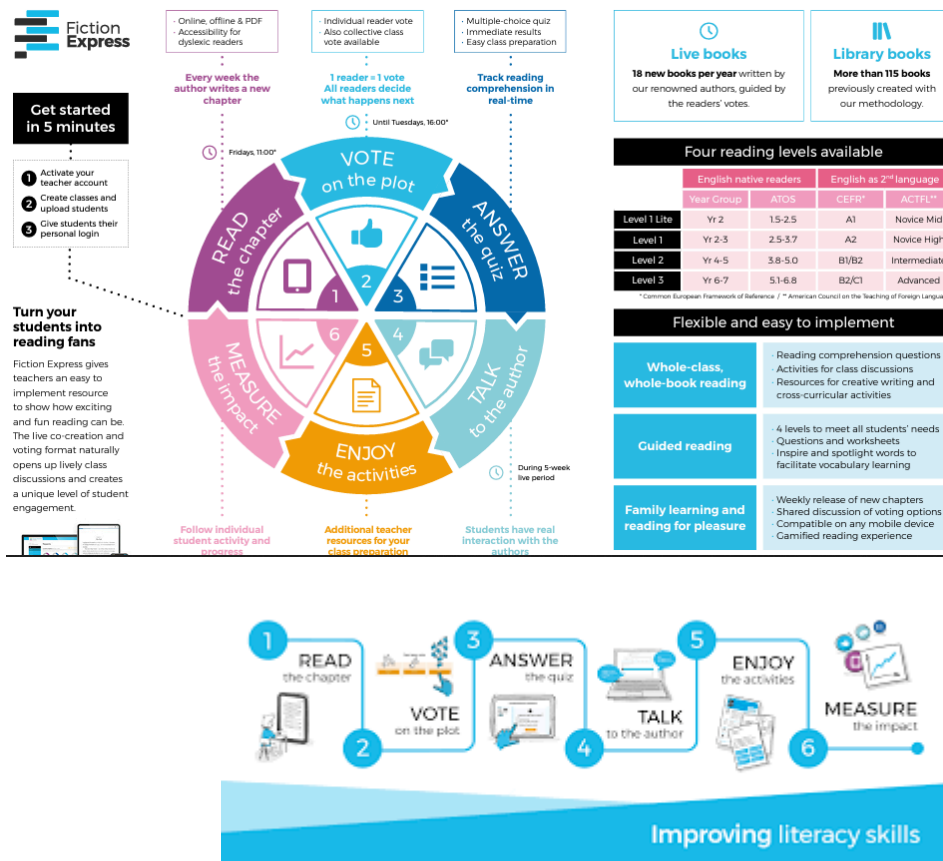 Fiction
Express
Get started
in 5 minutes
1 Activate your
teacher account
2 Create classes and
upload students
3 Give students their
personal login
Turn your
students into
reading fans
Fiction Express gives
teachers an easy to
implement resource
to show how exciting
and fun reading can be.
The live co-creation and
voting format naturally
opens up lively class
discussions and creates
a unique level of student
engagement.
· Online, offline & PDF
· Accessibility for
dyslexic readers
Every week the
author writes a new
chapter
Fridays, 11:00*
· Individual reader vote
· Also collective class
vote available
1 reader = 1 vote
All readers decide
what happens next
Until Tuesdays, 16:00*
· Multiple-choice quiz
· Immediate results
· Easy class preparation
Track reading
comprehension in
real-time
READ
the chapter
1
VOTE
on the plot
2
ANSWER
the quiz
3
TALK
to the author
4
ENJOY
the activities
5
MEASURE
the impact
6
During 5-week
live period
Follow individual
student activity and
progress
Additional teacher
resources for your
class preparation
Students have real
interaction with the
authors
Live books
18 new books per year written by
our renowned authors, guided by
the readers' votes.
Library books
More than 115 books
previously created with
our methodology.
Four reading levels available
English native readers English as 2nd language
Year Group ATOS CEFR* ACTFL**
Level 1 Lite Yr 2 1.5-2.5 A1 Novice Mid
Level 1 Yr 2-3 2.5-3.7 A2 Novice High
Level 2 Yr 4-5 3.8-5.0 B1/B2 Intermediate
Level 3 Yr 6-7 5.1-6.8 B2/C1 Advanced
* Common European Framework of Reference / ** American Council on the Teaching of Foreign Langua
Flexible and easy to implement
Whole-class,
whole-book reading
· Reading comprehension questions
· Activities for class discussions
· Resources for creative writing and
cross-curricular activities
Guided reading
· 4 levels to meet all students' needs
· Questions and worksheets
· Inspire and spotlight words to
facilitate vocabulary learning
Family learning and
reading for pleasure
· Weekly release of new chapters
· Shared discussion of voting options
· Compatible on any mobile device
· Gamified reading experience
1
READ
the chapter
2
VOTE
on the plot
3
ANSWER
the quiz
4
TALK
to the author
5
ENJOY
the activities
6
MEASURE
the impact
Improving literacy skills